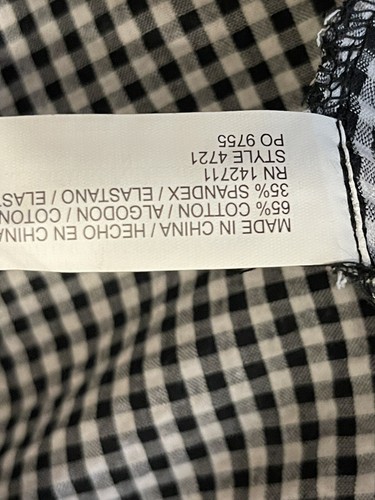 MADE IN CHINA / HECHO EN CHINA
65% COTTON / ALGODON / COTON
35% SPANDEX / ELASTANO / ELAST
RN 142711
STYLE 4721
PO 9755